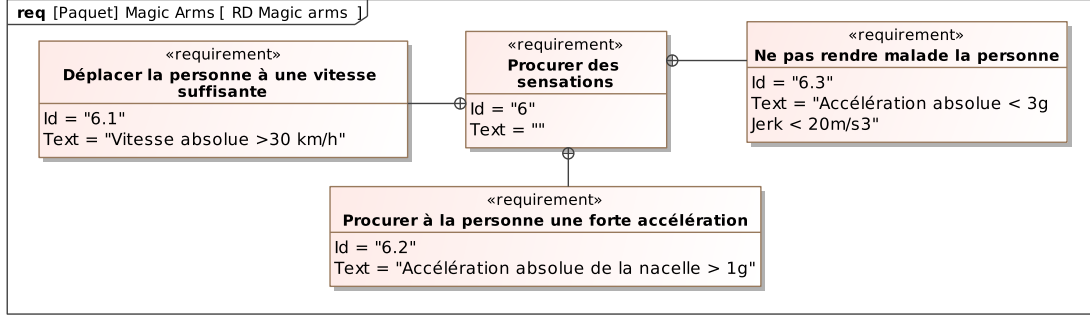 req [Paquet] Magic Arms [ RD Magic arms ]
«requirement»
Déplacer la personne à une vitesse
suffisante
Id = "6.1"
Text = "Vitesse absolue >30 km/h"
«requirement»
Procurer des
sensations
Id = "6"
Text = ""
«requirement»
Ne pas rendre malade la personne
Id = "6.3"
Text = "Accélération absolue < 3g
Jerk < 20m/s3"
«requirement»
Procurer à la personne une forte accélération
Id = "6.2"
Text = "Accélération absolue de la nacelle > 1g"